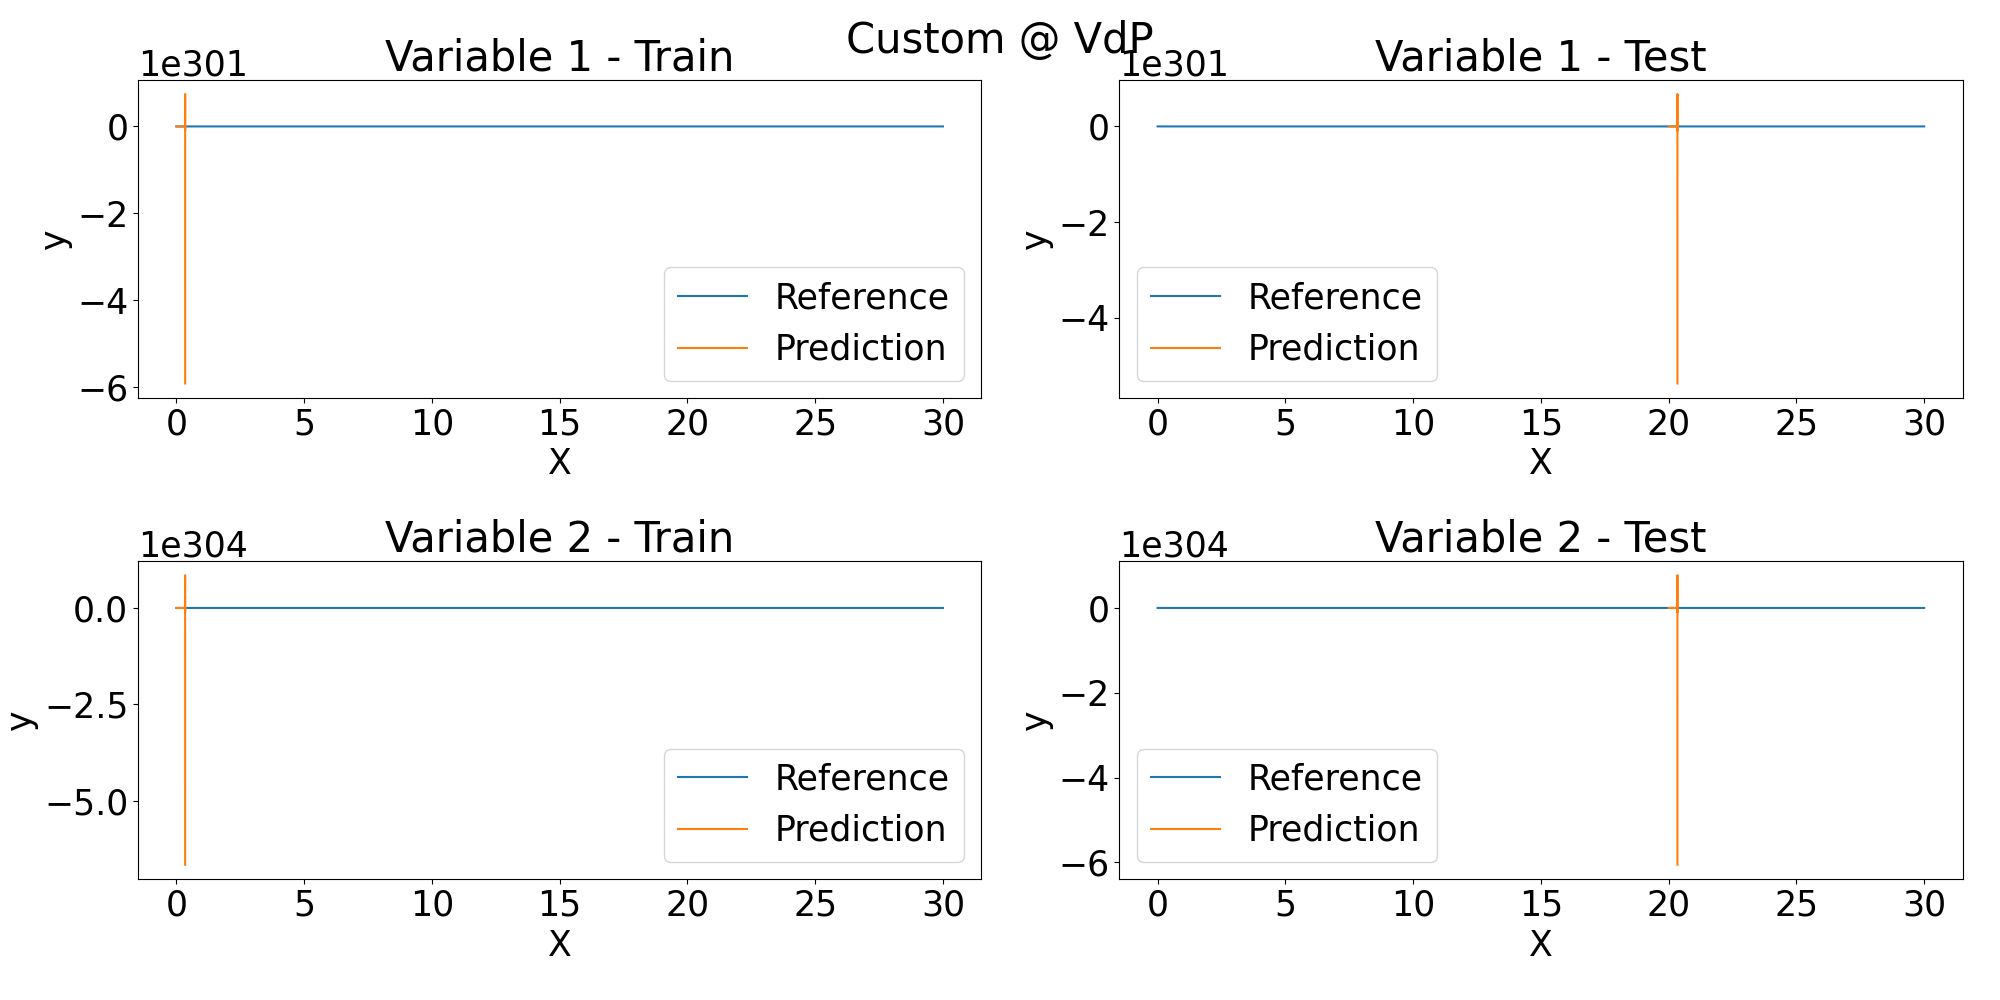 Custom @ VdP
Variable 1 - Train
1e301
0
−2
−4
−6
y
0 5 10 15 20 25 30
X
Reference
Prediction
Variable 1 - Test
1e301
0
−2
−4
y
0 5 10 15 20 25 30
X
Reference
Prediction
Variable 2 - Train
1e304
0.0
−2.5
−5.0
y
0 5 10 15 20 25 30
X
Reference
Prediction
Variable 2 - Test
1e304
0
−2
−4
−6
y
0 5 10 15 20 25 30
X
Reference
Prediction